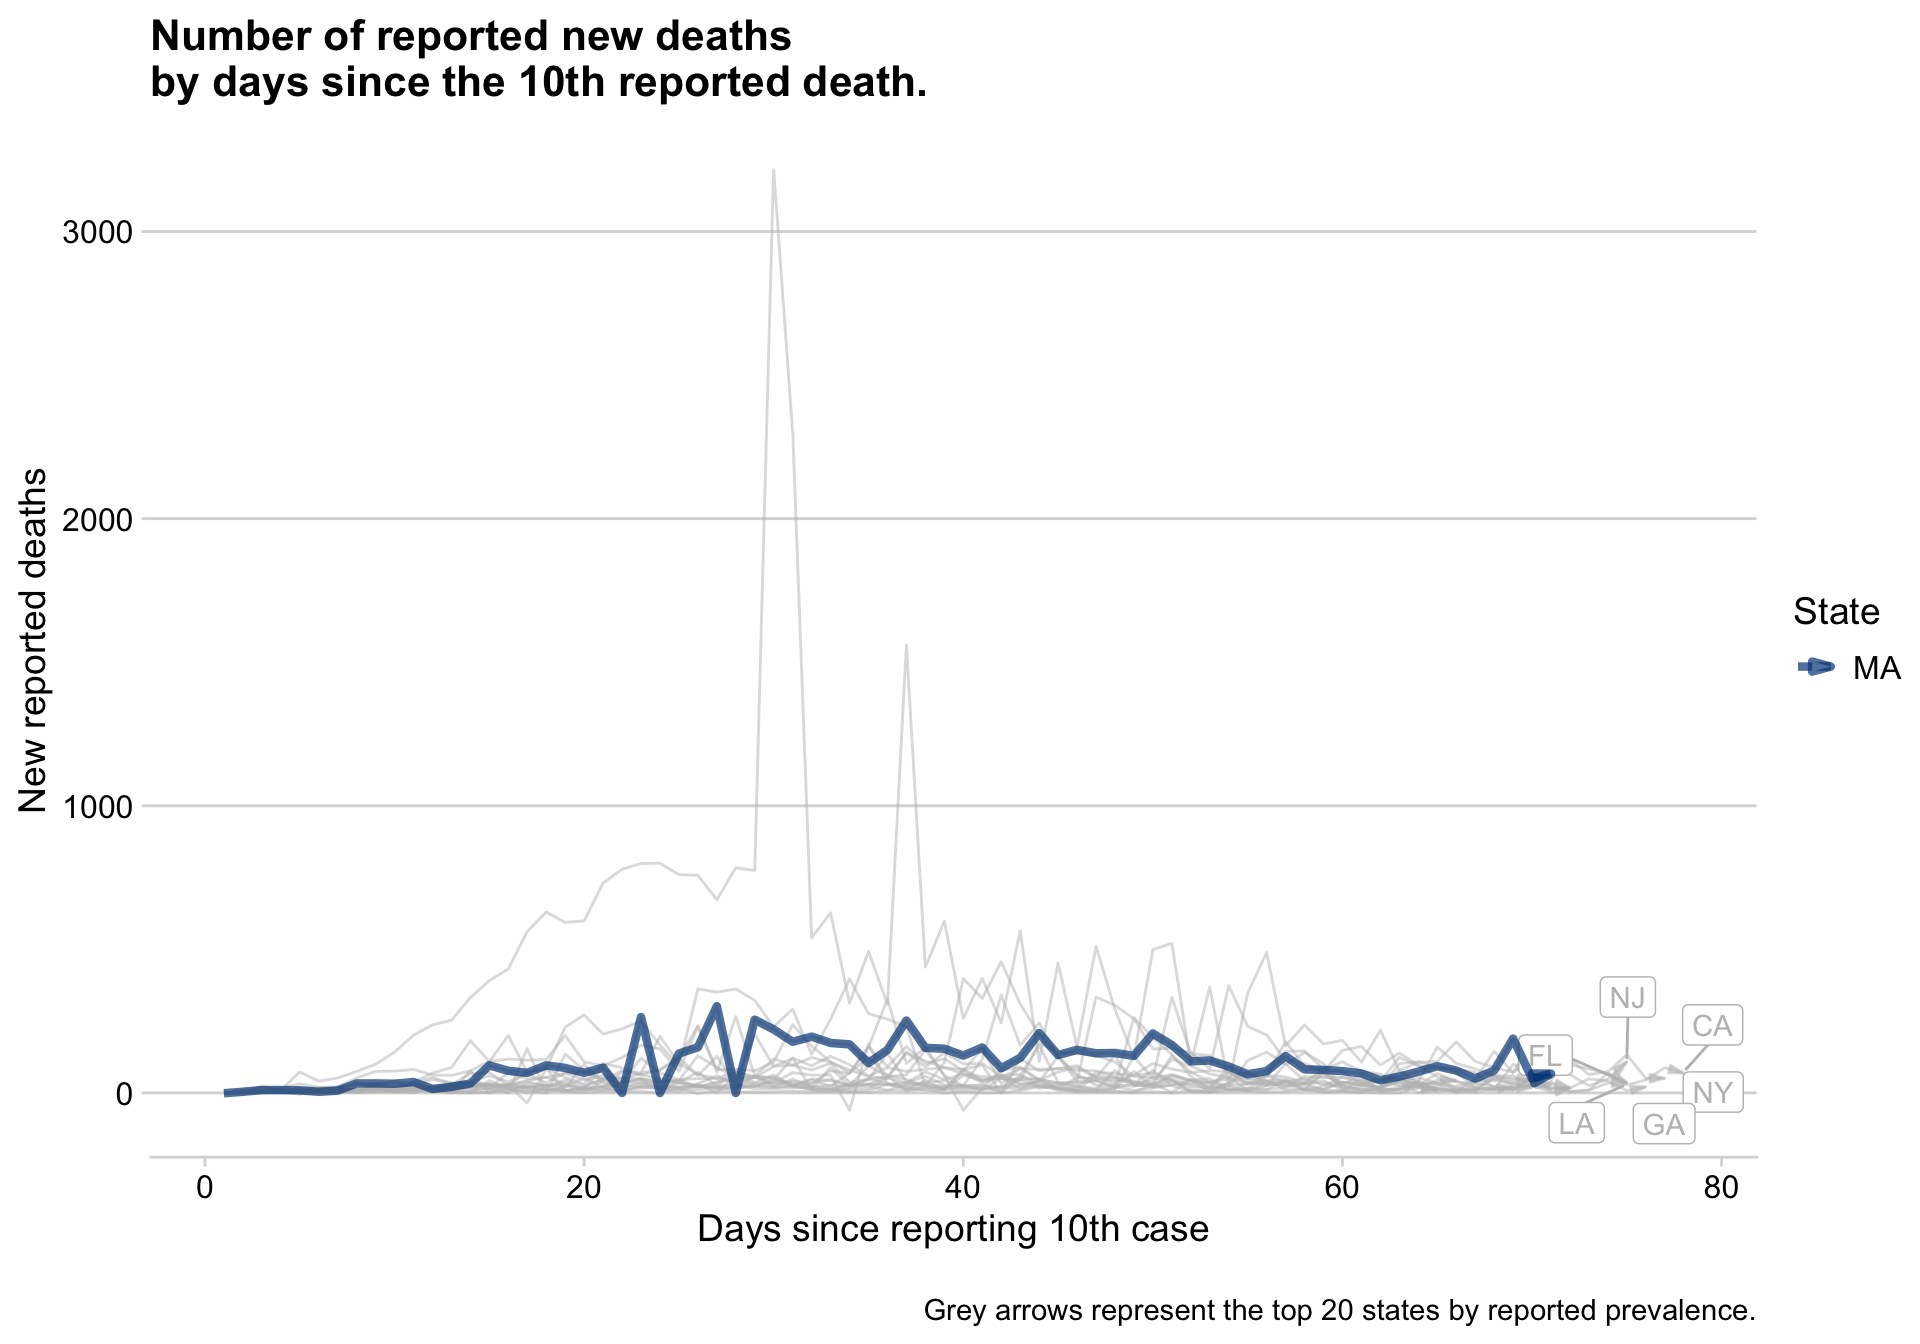 Number of reported new deaths
by days since the 10th reported death.
New reported deaths
3000
2000
1000
0
0
20
40
60
80
Days since reporting 10th case
NJ
CA
FL
NY
LA
GA
State
MA
Grey arrows represent the top 20 states by reported prevalence.